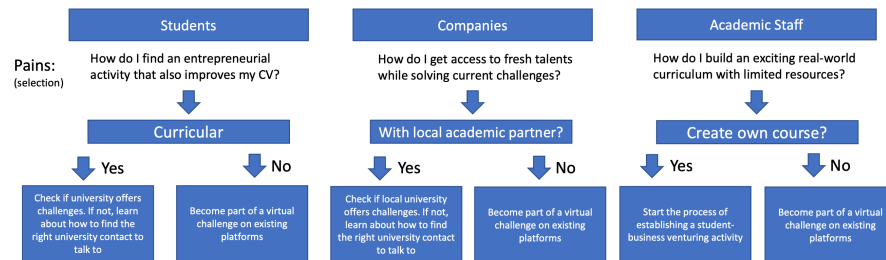 Students
Companies
Academic Staff
Pains:
(selection)
How do I find an entrepreneurial
activity that also improves my CV?
How do I get access to fresh talents
while solving current challenges?
How do I build an exciting real-world
curriculum with limited resources?
Curricular
With local academic partner?
Create own course?
Yes
No
Yes
No
Yes
No
Check if university offers
challenges. If not, learn
about how to find the
right university contact to
talk to
Become part of a virtual
challenge on existing
platforms
Check if local university
offers challenges. If not,
learn about how to find
the right university contact
to talk to
Become part of a virtual
challenge on existing
platforms
Start the process of
establishing a student-
business venturing activity
Become part of a virtual
challenge on existing
platforms